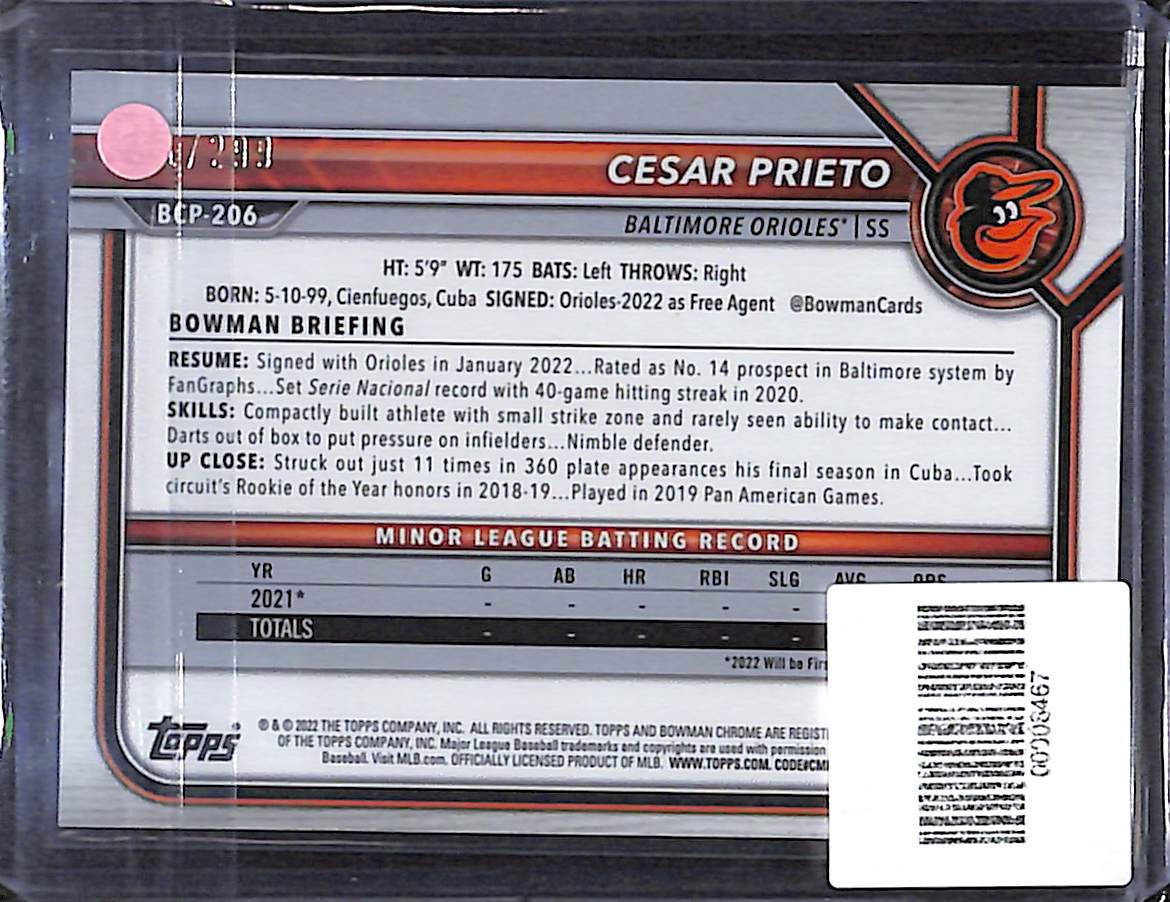 /299
CESAR PRIETO
BCP-206
BALTIMORE ORIOLES* | SS
HT: 5'9" WT: 175 BATS: Left THROWS: Right
BORN: 5-10-99, Cienfuegos, Cuba SIGNED: Orioles-2022 as Free Agent @BowmanCards
BOWMAN BRIEFING
RESUME: Signed with Orioles in January 2022...Rated as No. 14 prospect in Baltimore system by
FanGraphs...Set Serie Nacional record with 40-game hitting streak in 2020.
SKILLS: Compactly built athlete with small strike zone and rarely seen ability to make contact...
Darts out of box to put pressure on infielders...Nimble defender.
UP CLOSE: Struck out just 11 times in 360 plate appearances his final season in Cuba...Took
circuit's Rookie of the Year honors in 2018-19...Played in 2019 Pan American Games.
MINOR LEAGUE BATTING RECORD
YR G AB HR RBI SLG AVG OPS
2021* - - - - -
TOTALS - - - - -
*2022 Will be
Topps
® & © 2022 THE TOPPS COMPANY, INC. ALL RIGHTS RESERVED. TOPPS AND BOWMAN CHROME ARE
OF THE TOPPS COMPANY, INC. Major League Baseball trademarks and copyrights are used with permission
Baseball. Visit MLB.com. OFFICIALLY LICENSED PRODUCT OF MLB. WWW.TOPPS.COM.
00008467